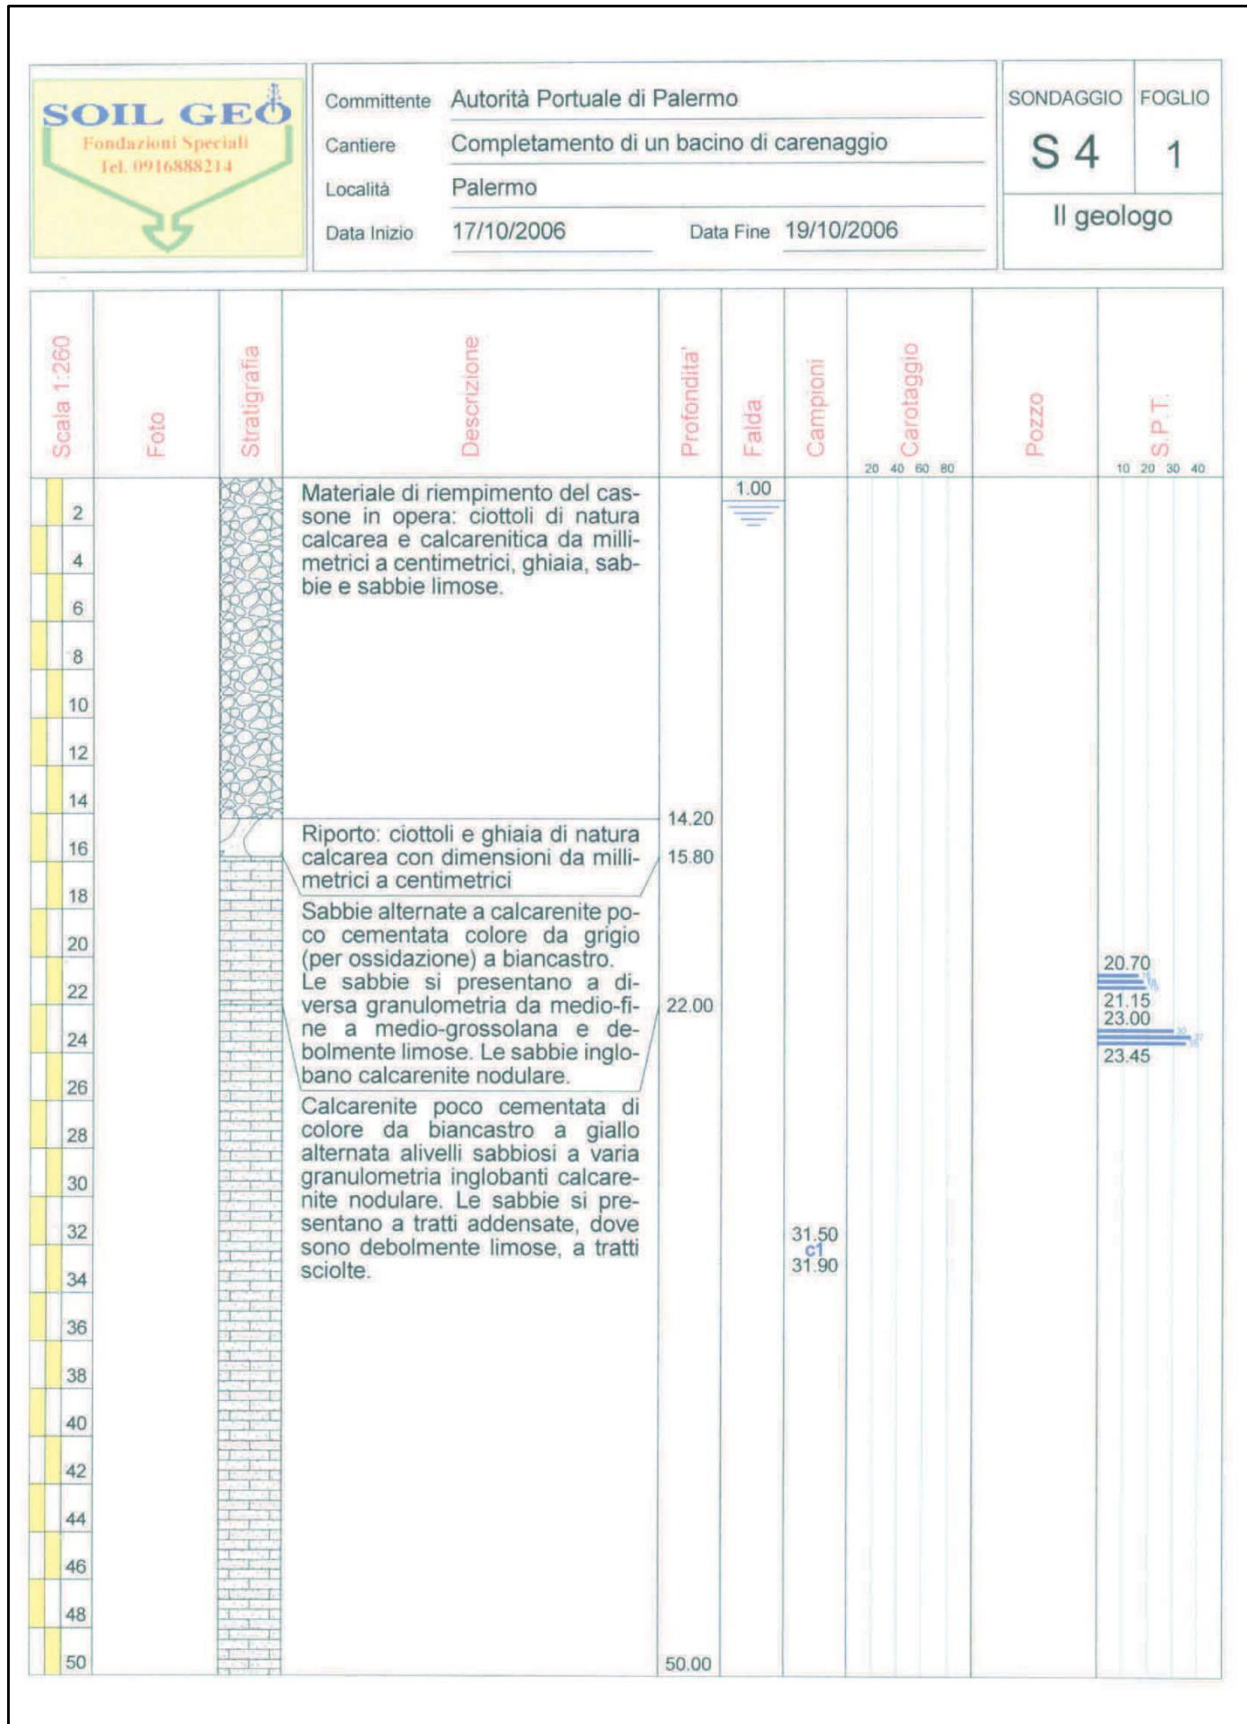 SOIL GEO
Fondazioni Speciali
Tel. 0916888214
Committente Autorità Portuale di Palermo
Cantiere Completamento di un bacino di carenaggio
Località Palermo
Data Inizio 17/10/2006 Data Fine 19/10/2006
SONDAGGIO FOGLIO
S 4 1
Il geologo
Scala 1:260
Foto
Stratigrafia
Descrizione
Profondita'
Falda
Campioni
Carotaggio
20 40 60 80
Pozzo
S.P.T.
10 20 30 40
2
4
6
8
10
12
14
16
18
20
22
24
26
28
30
32
34
36
38
40
42
44
46
48
50
Materiale di riempimento del cas-
sone in opera: ciottoli di natura
calcarea e calcarenitica da milli-
metrici a centimetrici, ghiaia, sab-
bie e sabbie limose.
Riporto: ciottoli e ghiaia di natura
calcarea con dimensioni da milli-
metrici a centimetrici
Sabbie alternate a calcarenite po-
co cementata colore da grigio
(per ossidazione) a biancastro.
Le sabbie si presentano a di-
versa granulometria da medio-fi-
ne a medio-grossolana e de-
bolmente limose. Le sabbie inglo-
bano calcarenite nodulare.
Calcarenite poco cementata di
colore da biancastro a giallo
alternata alivelli sabbiosi a varia
granulometria inglobanti calcare-
nite nodulare. Le sabbie si pre-
sentano a tratti addensate, dove
sono debolmente limose, a tratti
sciolte.
14.20
15.80
22.00
50.00
1.00
31.50
c1
31.90
20.70
21.15
23.00
23.45